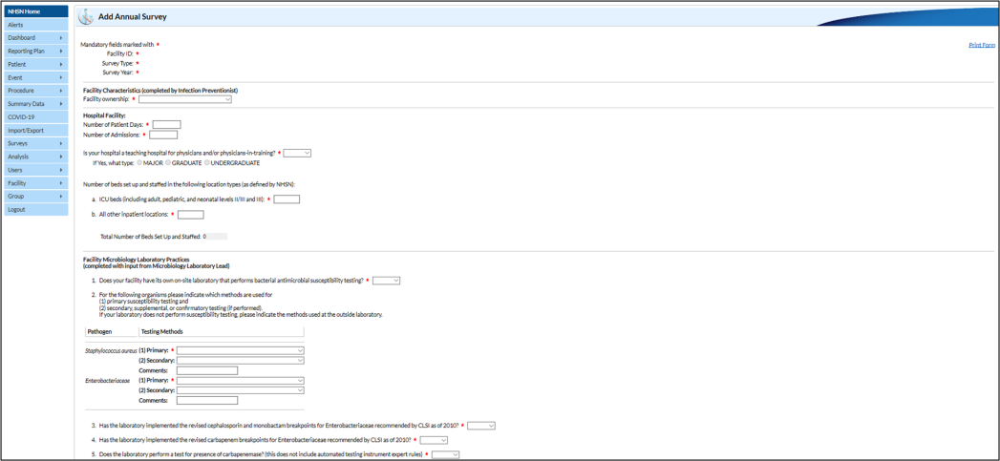 NHSN Home
Alerts
Dashboard
Reporting Plan
Patient
Event
Procedure
Summary Data
COVID-19
Import/Export
Surveys
Analysis
Users
Facility
Group
Logout
Add Annual Survey
Mandatory fields marked with *
Print Form
Facility ID: *
Survey Type: *
Survey Year: *
Facility Characteristics (completed by Infection Preventionist)
Facility ownership: *
Hospital Facility:
Number of Patient Days: *
Number of Admissions: *
Is your hospital a teaching hospital for physicians and/or physicians-in-training? *
If Yes, what type: MAJOR GRADUATE UNDERGRADUATE
Number of beds set up and staffed in the following location types (as defined by NHSN):
a. ICU beds (including adult, pediatric, and neonatal levels II/III and III): *
b. All other inpatient locations: *
Total Number of Beds Set Up and Staffed: 0
Facility Microbiology Laboratory Practices
(completed with input from Microbiology Laboratory Lead)
1. Does your facility have its own on-site laboratory that performs bacterial antimicrobial susceptibility testing? *
2. For the following organisms please indicate which methods are used for
(1) primary susceptibility testing and
(2) secondary, supplemental, or confirmatory testing (if performed).
If your laboratory does not perform susceptibility testing, please indicate the methods used at the outside laboratory.
Pathogen Testing Methods
Staphylococcus aureus (1) Primary: *
(2) Secondary:
Comments:
Enterobacteriaceae (1) Primary: *
(2) Secondary:
Comments:
3. Has the laboratory implemented the revised cephalosporin and monobactam breakpoints for Enterobacteriaceae recommended by CLSI as of 2010? *
4. Has the laboratory implemented the revised carbapenem breakpoints for Enterobacteriaceae recommended by CLSI as of 2010? *
5. Does the laboratory perform a test for presence of carbapenemase? (this does not include automated testing instrument expert rules) *